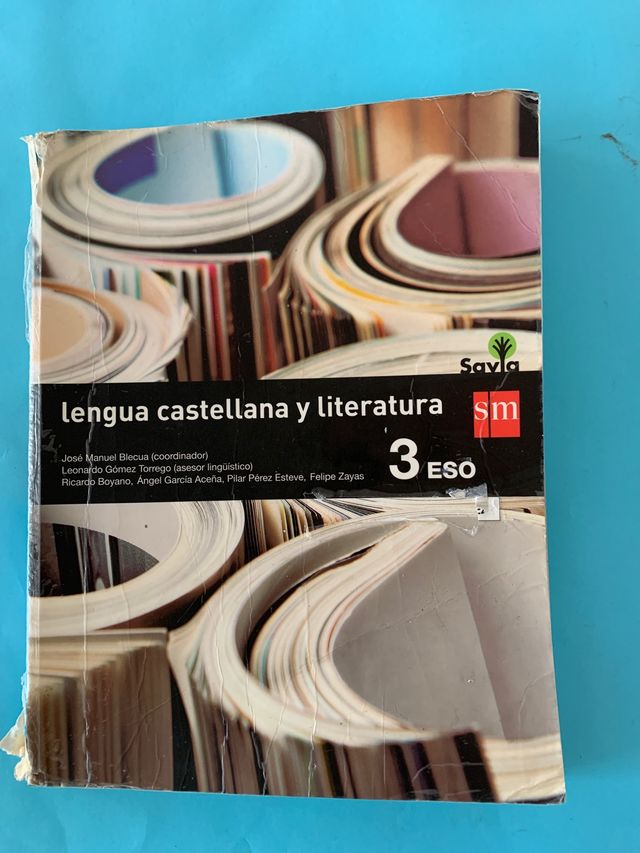 Savia
lengua castellana y literatura
sm
José Manuel Blecua (coordinador)
Leonardo Gómez Torrego (asesor lingüístico)
Ricardo Boyano, Ángel García Aceña, Pilar Pérez Esteve, Felipe Zayas
3 ESO